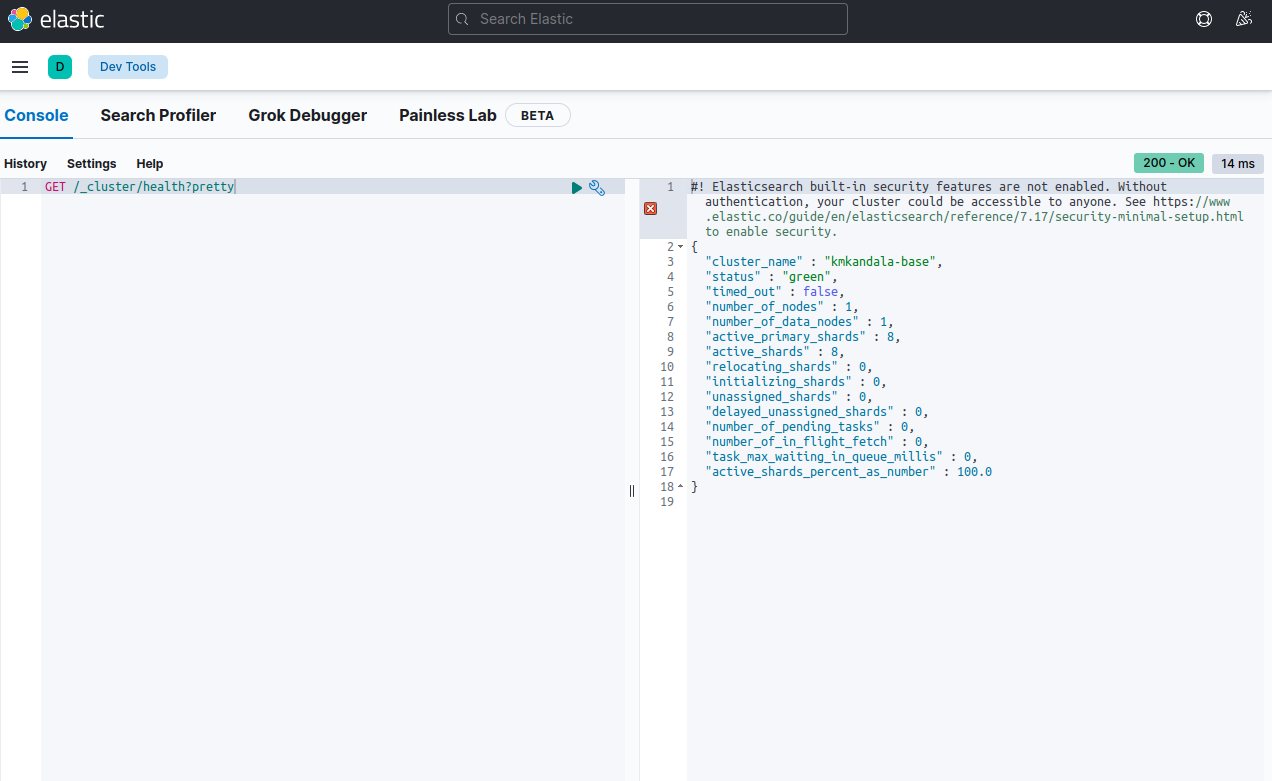 elastic
Search Elastic
D
Dev Tools
Console
Search Profiler
Grok Debugger
Painless Lab
BETA
History
Settings
Help
200 - OK
14 ms
1
GET /_cluster/health?pretty
1 #! Elasticsearch built-in security features are not enabled. Without
authentication, your cluster could be accessible to anyone. See https://www
.elastic.co/guide/en/elasticsearch/reference/7.17/security-minimal-setup.html
to enable security.
2 {
3 "cluster_name" : "kmkandala-base",
4 "status" : "green",
5 "timed_out" : false,
6 "number_of_nodes" : 1,
7 "number_of_data_nodes" : 1,
8 "active_primary_shards" : 8,
9 "active_shards" : 8,
10 "relocating_shards" : 0,
11 "initializing_shards" : 0,
12 "unassigned_shards" : 0,
13 "delayed_unassigned_shards" : 0,
14 "number_of_pending_tasks" : 0,
15 "number_of_in_flight_fetch" : 0,
16 "task_max_waiting_in_queue_millis" : 0,
17 "active_shards_percent_as_number" : 100.0
18 }
19